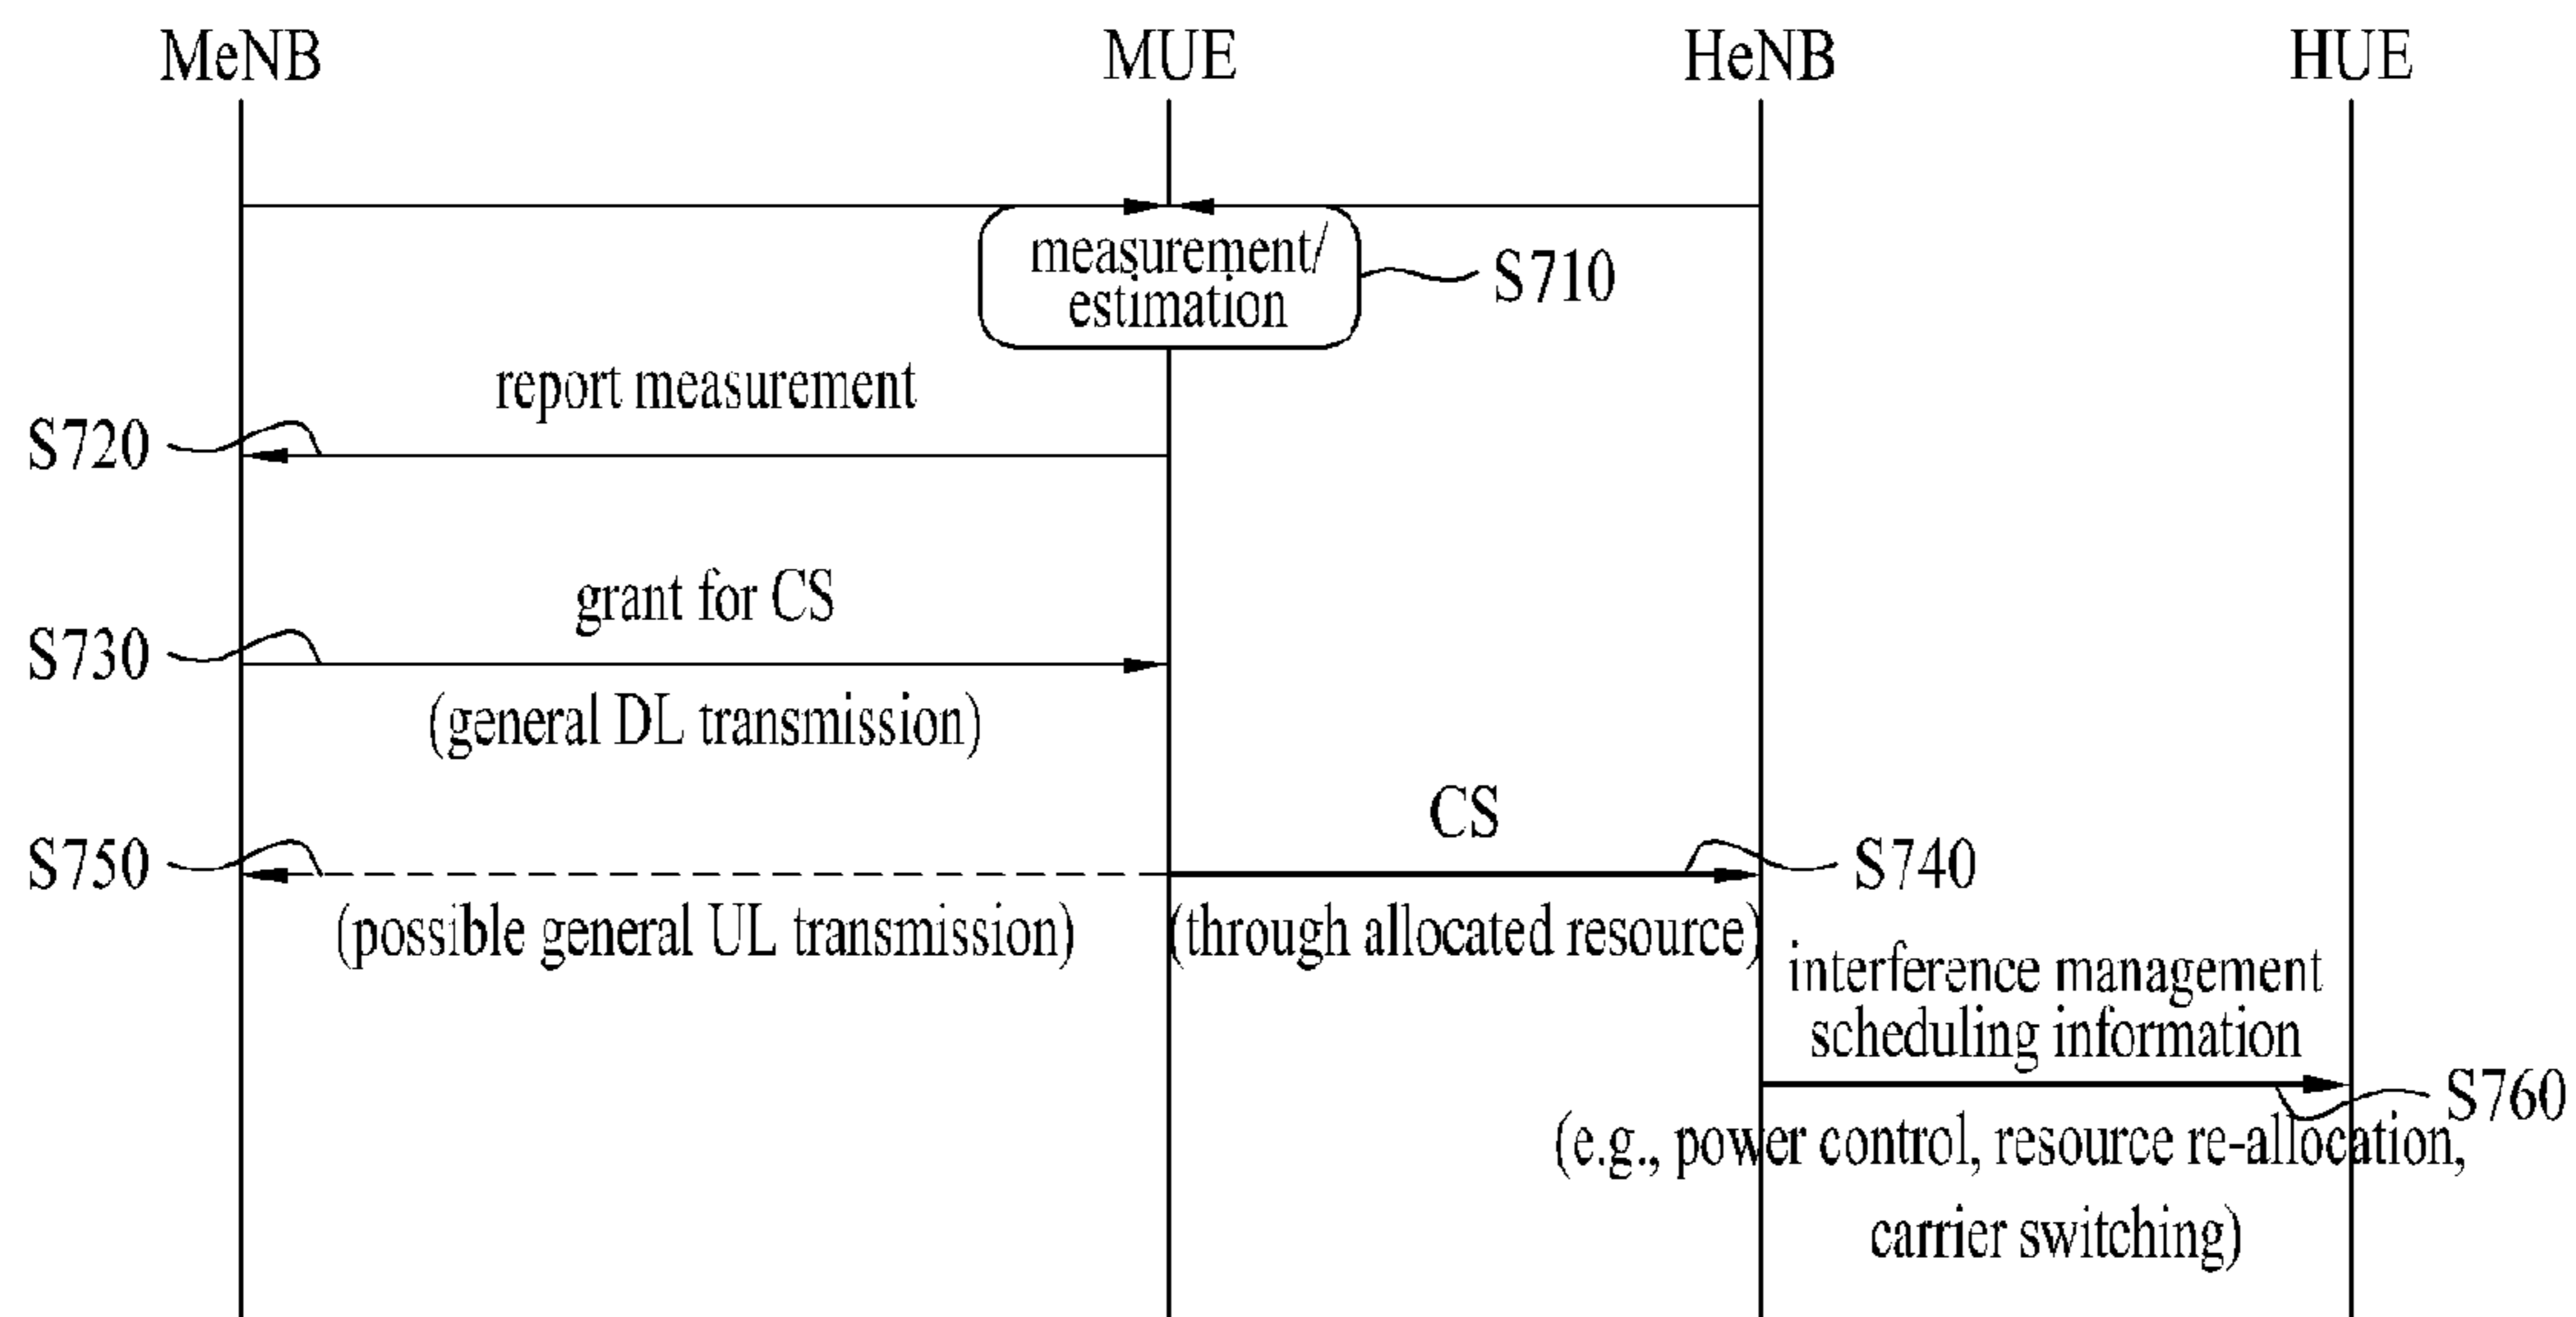 MeNB
MUE
HeNB
HUE
measurement/
estimation
S710
report measurement
S720
grant for CS
S730
(general DL transmission)
CS
S750
S740
(possible general UL transmission)
(through allocated resource)
interference management
scheduling information
S760
(e.g., power control, resource re-allocation,
carrier switching)